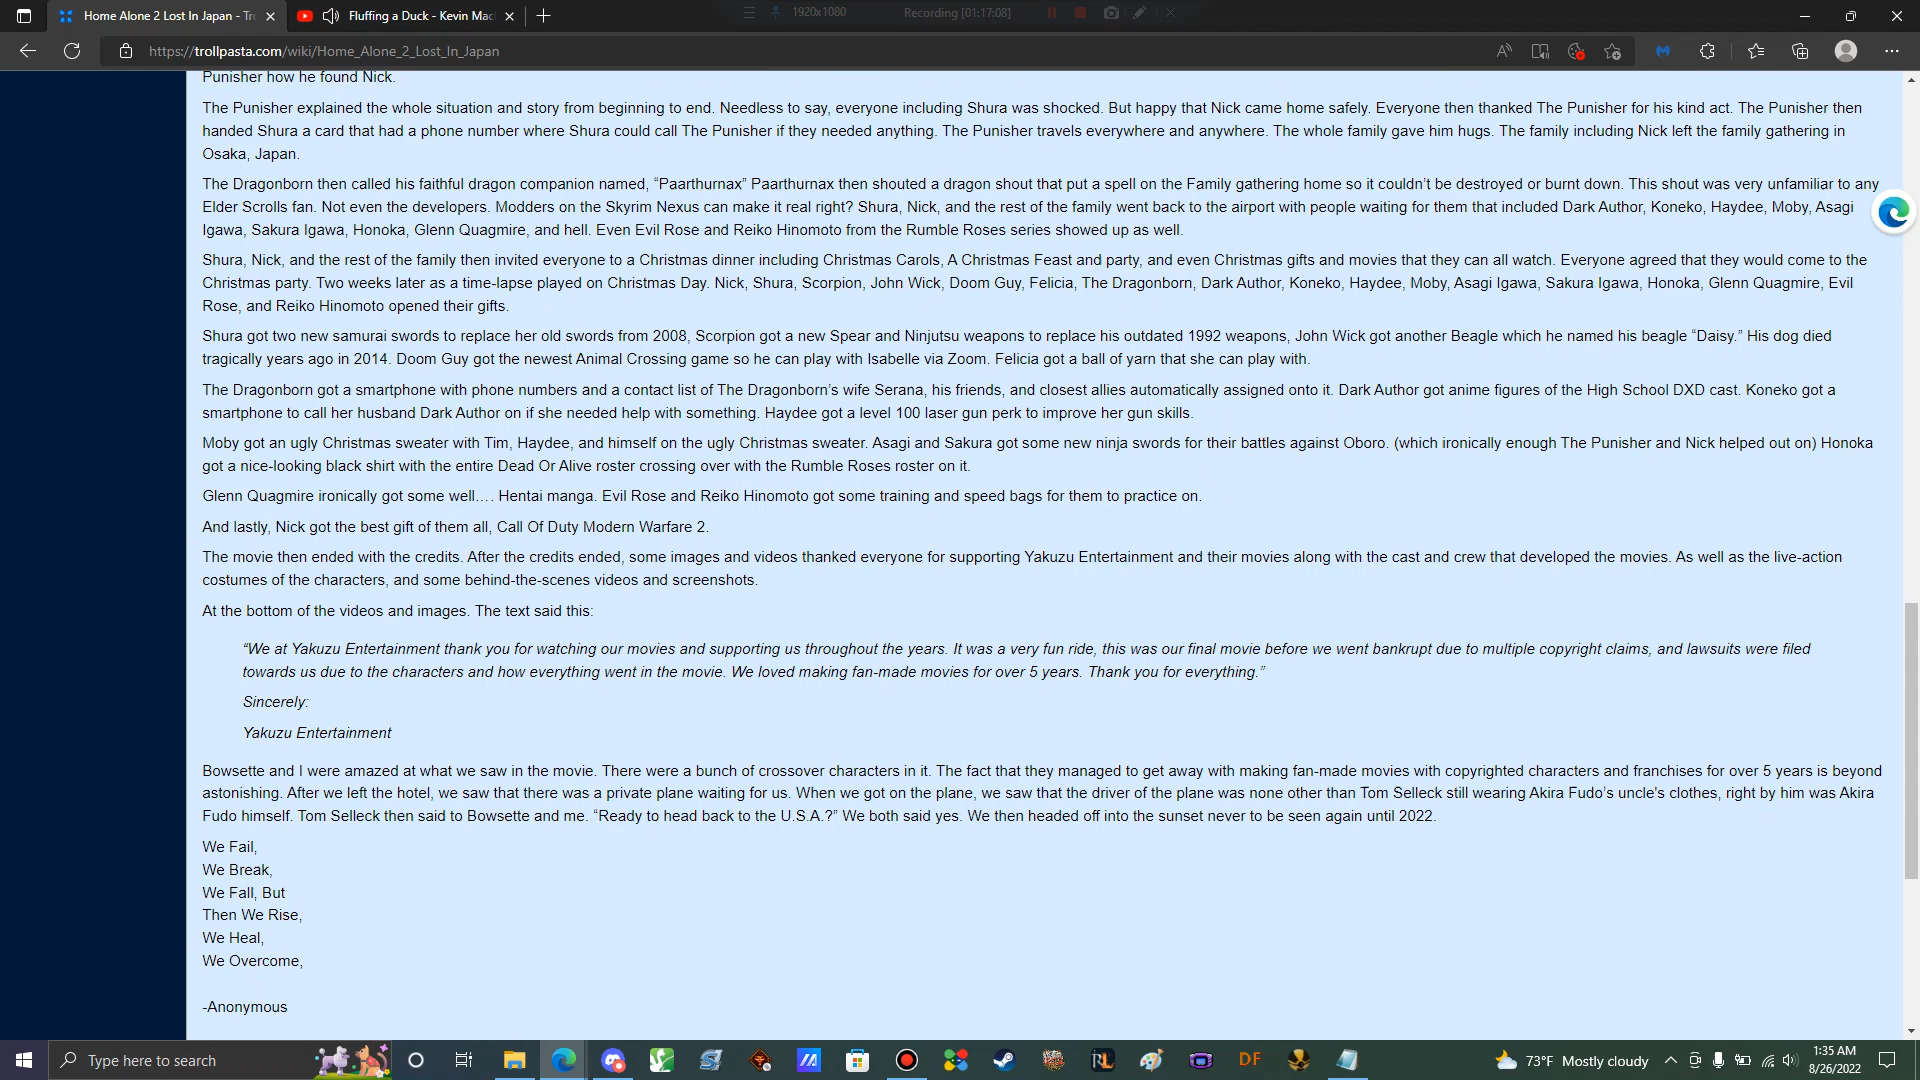 Home Alone 2 Lost In Japan - Tro
Fluffing a Duck - Kevin Mac
1920x1080
Recording [01:17:08]
https://trollpasta.com/wiki/Home_Alone_2_Lost_In_Japan
Punisher how he found Nick.
The Punisher explained the whole situation and story from beginning to end. Needless to say, everyone including Shura was shocked. But happy that Nick came home safely. Everyone then thanked The Punisher for his kind act. The Punisher then
handed Shura a card that had a phone number where Shura could call The Punisher if they needed anything. The Punisher travels everywhere and anywhere. The whole family gave him hugs. The family including Nick left the family gathering in
Osaka, Japan.
The Dragonborn then called his faithful dragon companion named, “Paarthurnax” Paarthurnax then shouted a dragon shout that put a spell on the Family gathering home so it couldn’t be destroyed or burnt down. This shout was very unfamiliar to any
Elder Scrolls fan. Not even the developers. Modders on the Skyrim Nexus can make it real right? Shura, Nick, and the rest of the family went back to the airport with people waiting for them that included Dark Author, Koneko, Haydee, Moby, Asagi
Igawa, Sakura Igawa, Honoka, Glenn Quagmire, and hell. Even Evil Rose and Reiko Hinomoto from the Rumble Roses series showed up as well.
Shura, Nick, and the rest of the family then invited everyone to a Christmas dinner including Christmas Carols, A Christmas Feast and party, and even Christmas gifts and movies that they can all watch. Everyone agreed that they would come to the
Christmas party. Two weeks later as a time-lapse played on Christmas Day. Nick, Shura, Scorpion, John Wick, Doom Guy, Felicia, The Dragonborn, Dark Author, Koneko, Haydee, Moby, Asagi Igawa, Sakura Igawa, Honoka, Glenn Quagmire, Evil
Rose, and Reiko Hinomoto opened their gifts.
Shura got two new samurai swords to replace her old swords from 2008, Scorpion got a new Spear and Ninjutsu weapons to replace his outdated 1992 weapons, John Wick got another Beagle which he named his beagle “Daisy.” His dog died
tragically years ago in 2014. Doom Guy got the newest Animal Crossing game so he can play with Isabelle via Zoom. Felicia got a ball of yarn that she can play with.
The Dragonborn got a smartphone with phone numbers and a contact list of The Dragonborn’s wife Serana, his friends, and closest allies automatically assigned onto it. Dark Author got anime figures of the High School DXD cast. Koneko got a
smartphone to call her husband Dark Author on if she needed help with something. Haydee got a level 100 laser gun perk to improve her gun skills.
Moby got an ugly Christmas sweater with Tim, Haydee, and himself on the ugly Christmas sweater. Asagi and Sakura got some new ninja swords for their battles against Oboro. (which ironically enough The Punisher and Nick helped out on) Honoka
got a nice-looking black shirt with the entire Dead Or Alive roster crossing over with the Rumble Roses roster on it.
Glenn Quagmire ironically got some well…. Hentai manga. Evil Rose and Reiko Hinomoto got some training and speed bags for them to practice on.
And lastly, Nick got the best gift of them all, Call Of Duty Modern Warfare 2.
The movie then ended with the credits. After the credits ended, some images and videos thanked everyone for supporting Yakuzu Entertainment and their movies along with the cast and crew that developed the movies. As well as the live-action
costumes of the characters, and some behind-the-scenes videos and screenshots.
At the bottom of the videos and images. The text said this:
“We at Yakuzu Entertainment thank you for watching our movies and supporting us throughout the years. It was a very fun ride, this was our final movie before we went bankrupt due to multiple copyright claims, and lawsuits were filed
towards us due to the characters and how everything went in the movie. We loved making fan-made movies for over 5 years. Thank you for everything.”
Sincerely:
Yakuzu Entertainment
Bowsette and I were amazed at what we saw in the movie. There were a bunch of crossover characters in it. The fact that they managed to get away with making fan-made movies with copyrighted characters and franchises for over 5 years is beyond
astonishing. After we left the hotel, we saw that there was a private plane waiting for us. When we got on the plane, we saw that the driver of the plane was none other than Tom Selleck still wearing Akira Fudo’s uncle's clothes, right by him was Akira
Fudo himself. Tom Selleck then said to Bowsette and me. “Ready to head back to the U.S.A.?” We both said yes. We then headed off into the sunset never to be seen again until 2022.
We Fail,
We Break,
We Fall, But
Then We Rise,
We Heal,
We Overcome,
-Anonymous
Type here to search
DF
73°F Mostly cloudy
1:35 AM
8/26/2022